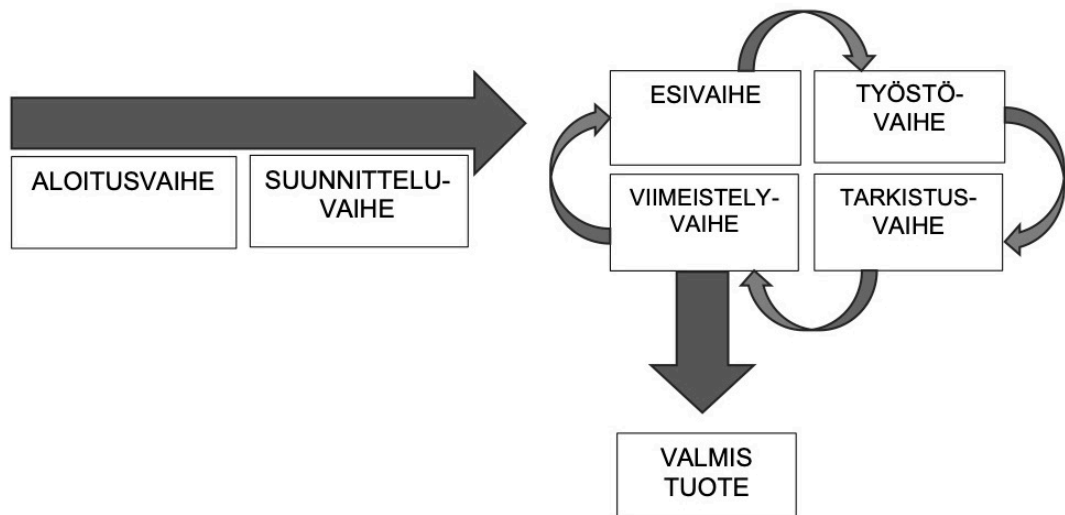 ALOITUSVAIHE
SUUNNITTELU-
VAIHE
ESIVAIHE
TYÖSTÖ-
VAIHE
VIIMEISTELY-
VAIHE
TARKISTUS-
VAIHE
VALMIS
TUOTE